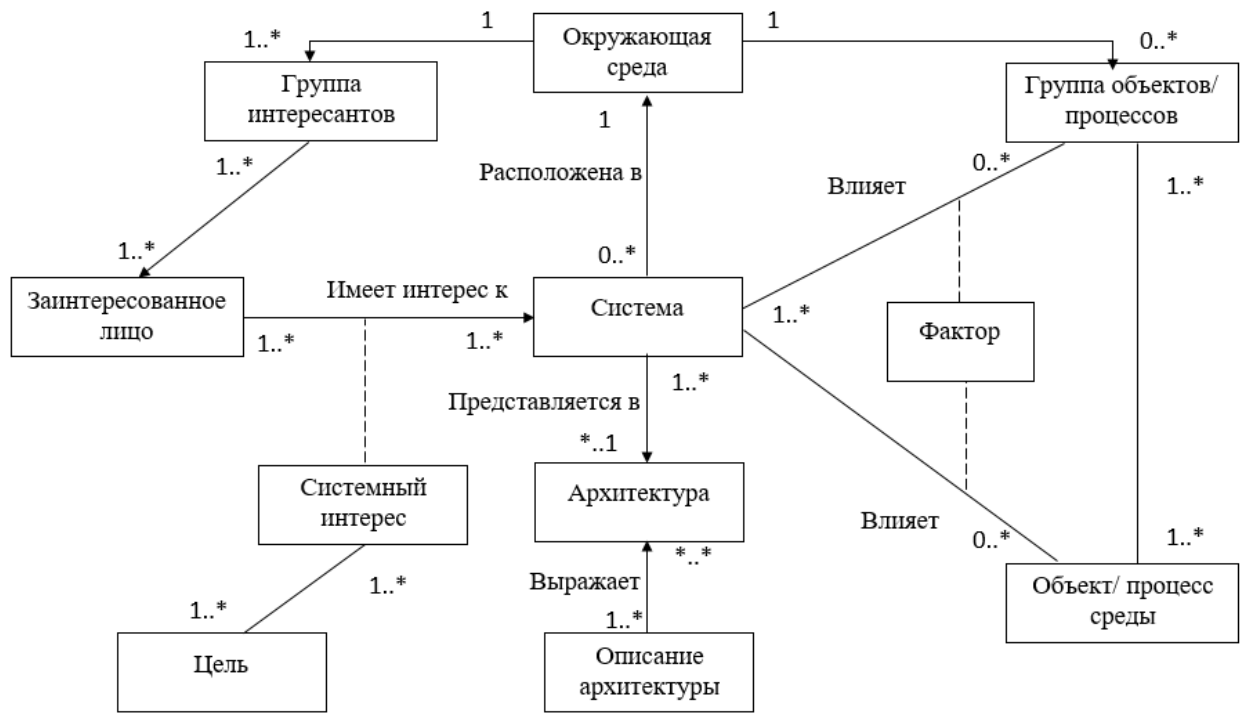 1
1
Окружающая
среда
1..*
0..*
Группа
интересантов
Группа объектов/
процессов
1
1..*
Расположена в
Влияет
0..*
1..*
1..*
0..*
Заинтересованное
лицо
Имеет интерес к
Система
1..*
1..*
1..*
Фактор
1..*
Представляется в
*..1
Системный
интерес
Архитектура
Влияет
0..*
1..*
*..*
1..*
Выражает
Объект/ процесс
среды
1..*
1..*
Цель
Описание
архитектуры